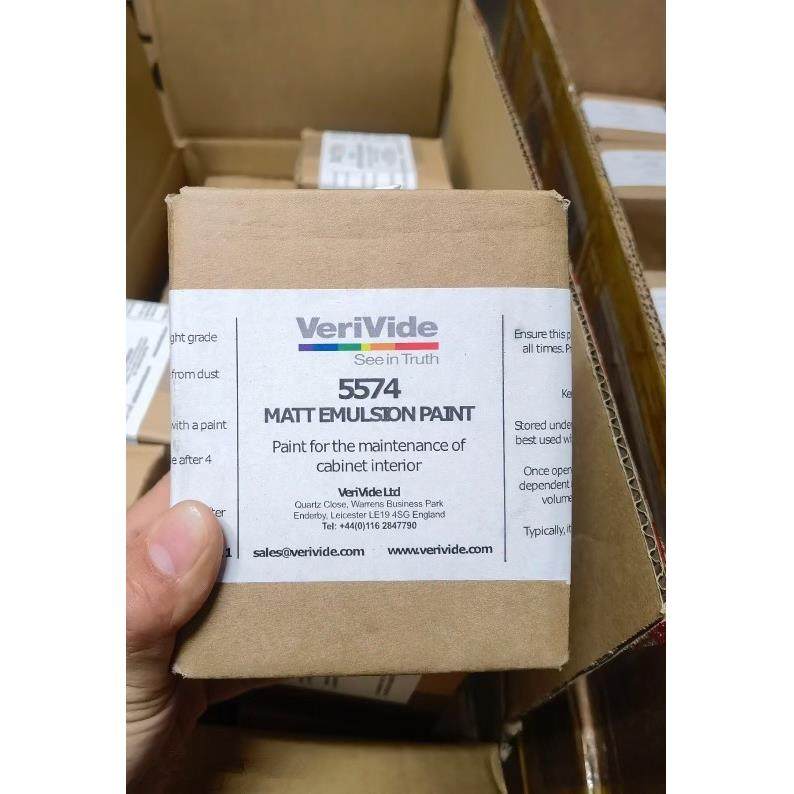 VeriVide
See in Truth
5574
MATT EMULSION PAINT
Paint for the maintenance of
cabinet interior
VeriVide Ltd
Quartz Close, Warrens Business Park
Enderby, Leicester LE19 4SG England
Tel: +44(0)116 2847790
sales@verivide.com www.verivide.com
ght grade
from dust
with a paint
e after 4
ter
1
Ensure this p
all times. P
Ke
Stored unde
best used wi
Once open
dependent
volume
Typically, it